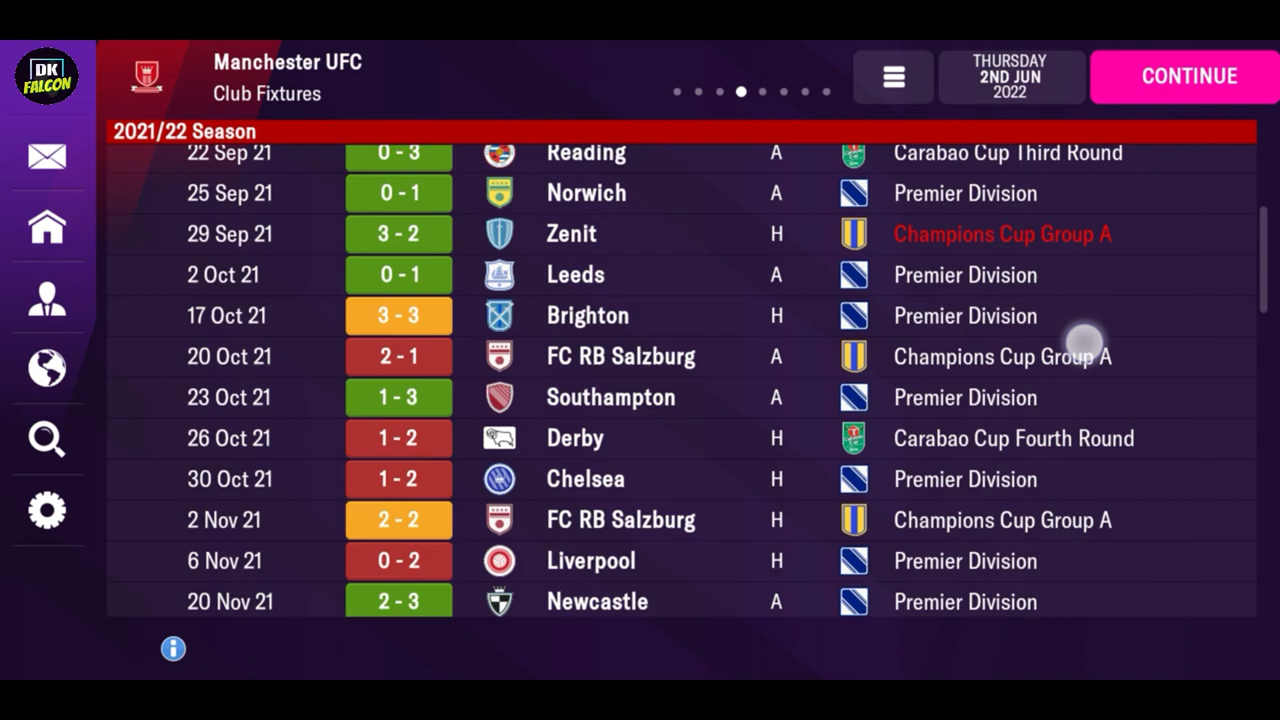 DK
FALCON
Manchester UFC
Club Fixtures
THURSDAY
2ND JUN
2022
CONTINUE
2021/22 Season
22 Sep 21 0 - 3 Reading A Carabao Cup Third Round
25 Sep 21 0 - 1 Norwich A Premier Division
29 Sep 21 3 - 2 Zenit H Champions Cup Group A
2 Oct 21 0 - 1 Leeds A Premier Division
17 Oct 21 3 - 3 Brighton H Premier Division
20 Oct 21 2 - 1 FC RB Salzburg A Champions Cup Group A
23 Oct 21 1 - 3 Southampton A Premier Division
26 Oct 21 1 - 2 Derby H Carabao Cup Fourth Round
30 Oct 21 1 - 2 Chelsea H Premier Division
2 Nov 21 2 - 2 FC RB Salzburg H Champions Cup Group A
6 Nov 21 0 - 2 Liverpool H Premier Division
20 Nov 21 2 - 3 Newcastle A Premier Division